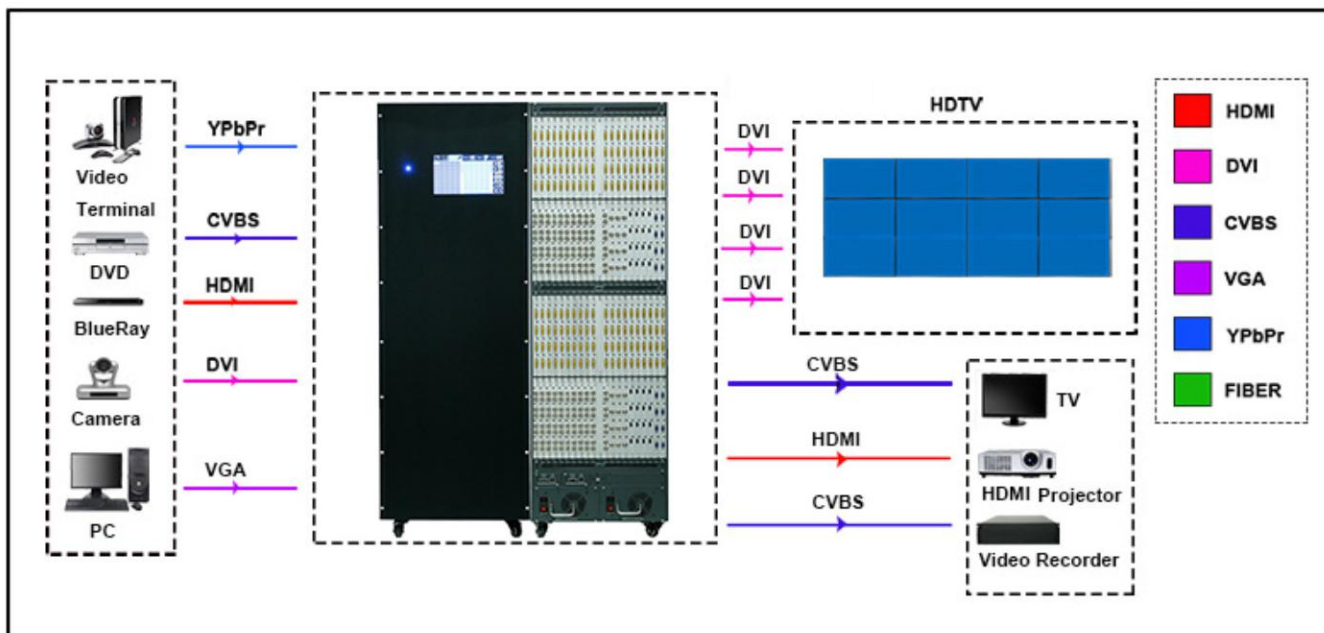 Video
Terminal
DVD
BlueRay
Camera
PC
YPbPr
CVBS
HDMI
DVI
VGA
DVI
DVI
DVI
DVI
CVBS
HDMI
CVBS
HDTV
TV
HDMI Projector
Video Recorder
HDMI
DVI
CVBS
VGA
YPbPr
FIBER